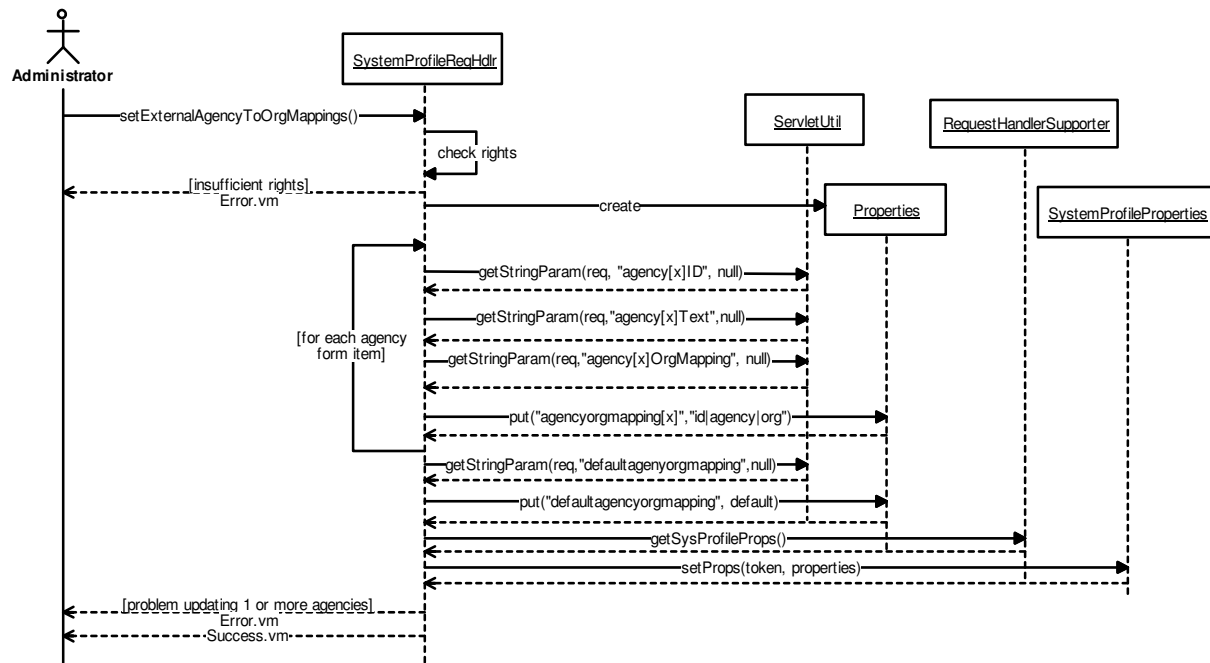 Administrator
SystemProfileReqHdlr
setExternalAgencyToOrgMappings()
ServletUtil
RequestHandlerSupporter
check rights
[insufficient rights]
Error.vm
create
Properties
SystemProfileProperties
getStringParam(req, "agency[x]ID", null)
getStringParam(req,"agency[x]Text",null)
[for each agency
form item]
getStringParam(req,"agency[x]OrgMapping", null)
put("agencyorgmapping[x]","id|agency|org")
getStringParam(req,"defaultagenyorgmapping",null)
put("defaultagencyorgmapping", default)
getSysProfileProps()
setProps(token, properties)
[problem updating 1 or more agencies]
Error.vm
Success.vm